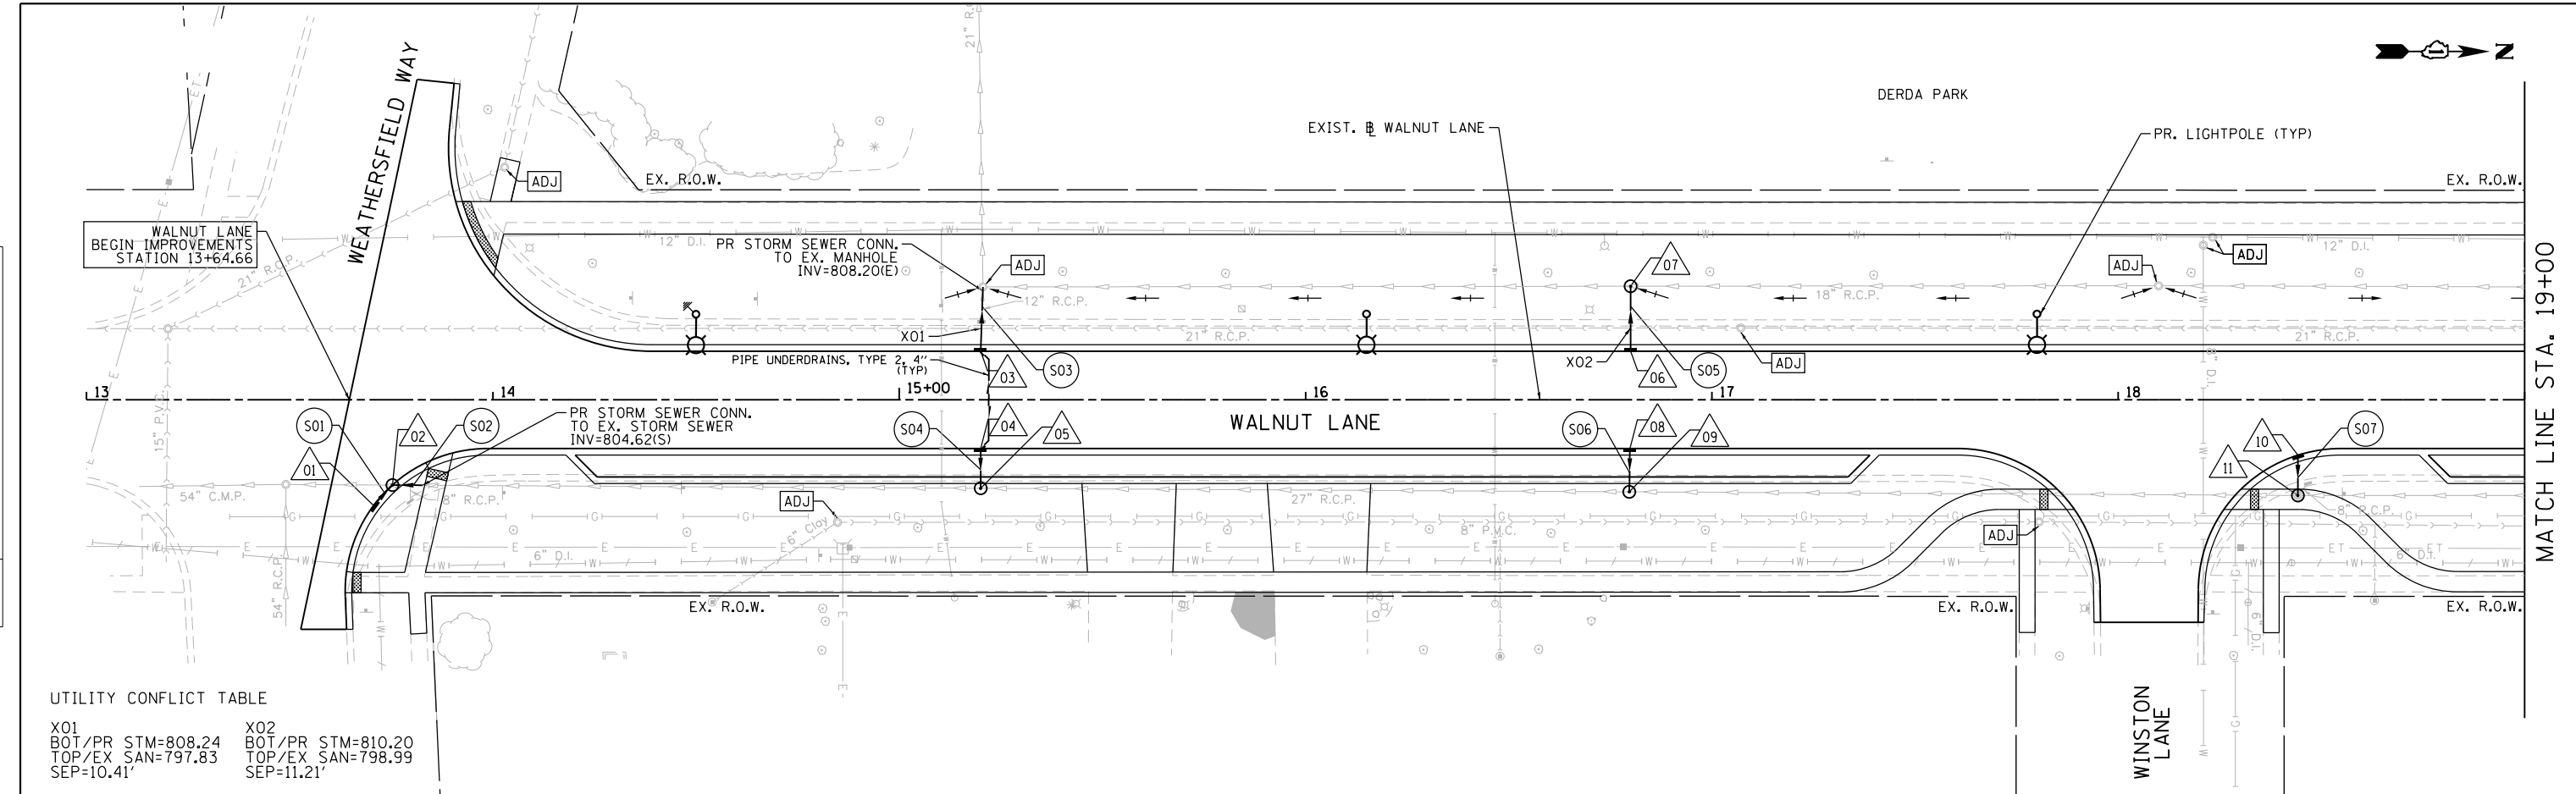 21" R.C.P.
N
DERDA PARK
WEATHERSFIELD WAY
EXIST. ℄ WALNUT LANE
PR. LIGHTPOLE (TYP)
ADJ
EX. R.O.W.
EX. R.O.W.
WALNUT LANE
BEGIN IMPROVEMENTS
STATION 13+64.66
12" D.I.
PR STORM SEWER CONN.
TO EX. MANHOLE
INV=808.20(E)
ADJ
07
ADJ
ADJ
12" D.I.
21" R.C.P.
12" R.C.P.
18" R.C.P.
X01
21" R.C.P.
21" R.C.P.
PIPE UNDERDRAINS, TYPE 2, 4"
(TYP)
03
S03
X02
06
S05
ADJ
MATCH LINE STA. 19+00
13
14
15+00
16
17
18
15" P.V.C.
S01
02
S02
PR STORM SEWER CONN.
TO EX. STORM SEWER
INV=804.62(S)
S04
04
05
WALNUT LANE
S06
08
09
10
S07
11
01
54" C.M.P.
8" R.C.P.
ADJ
27" R.C.P.
8" R.C.P.
6" Clay
8" P.M.C.
ADJ
6" D.I.
6" D.I.
54" R.C.P.
EX. R.O.W.
EX. R.O.W.
EX. R.O.W.
6" D.I.
WINSTON
LANE
UTILITY CONFLICT TABLE
X01
BOT/PR STM=808.24
TOP/EX SAN=797.83
SEP=10.41'
X02
BOT/PR STM=810.20
TOP/EX SAN=798.99
SEP=11.21'